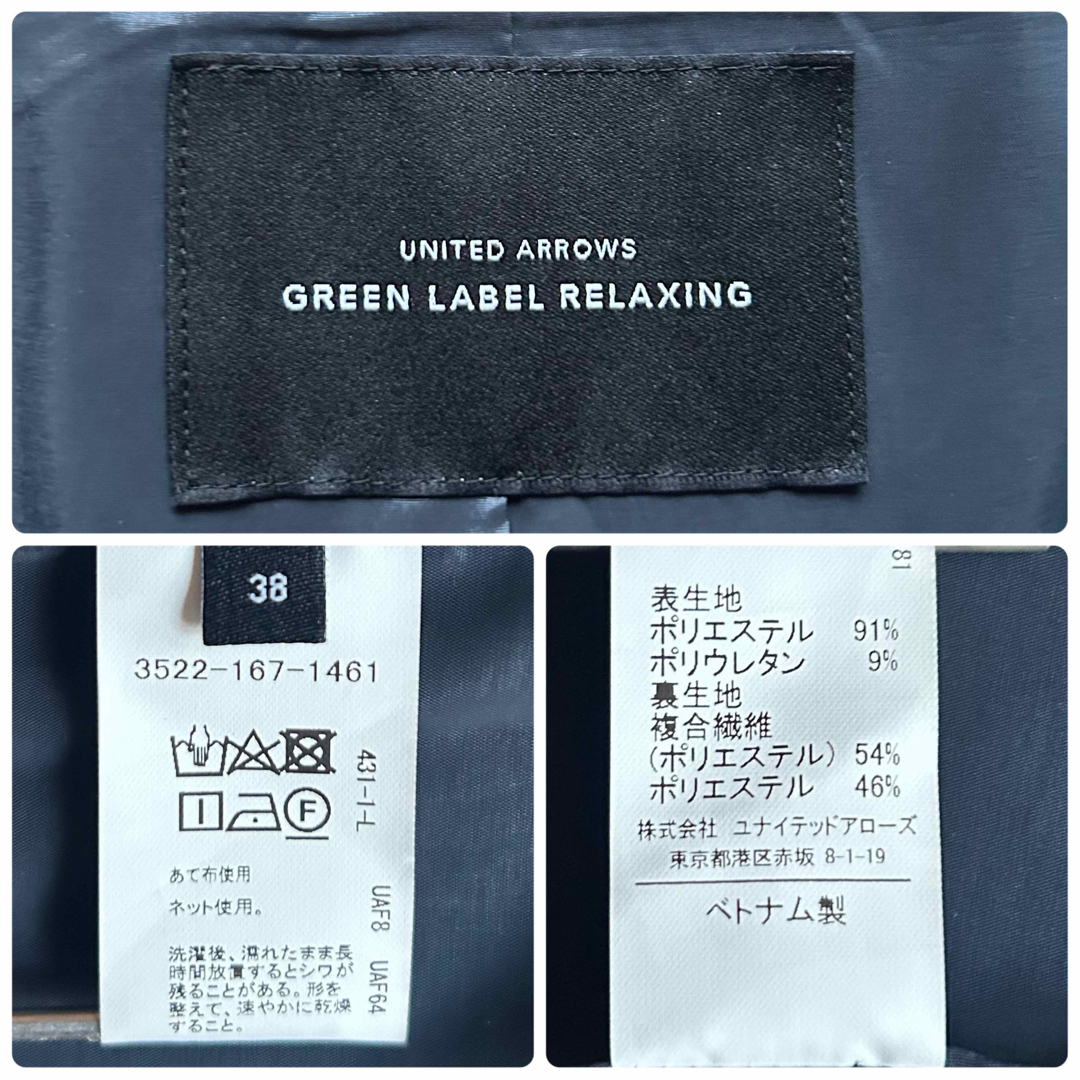 UNITED ARROWS
GREEN LABEL RELAXING
38
3522-167-1461
431-1-L
F
あて布使用
ネット使用。
UAF8 UAF64
洗濯後、濡れたまま長
時間放置するとシワが
残ることがある。形を
整えて、速やかに乾燥
すること。
81
表生地
ポリエステル 91%
ポリウレタン 9%
裏生地
複合繊維
(ポリエステル) 54%
ポリエステル 46%
株式会社 ユナイテッドアローズ
東京都港区赤坂 8-1-19
ベトナム製